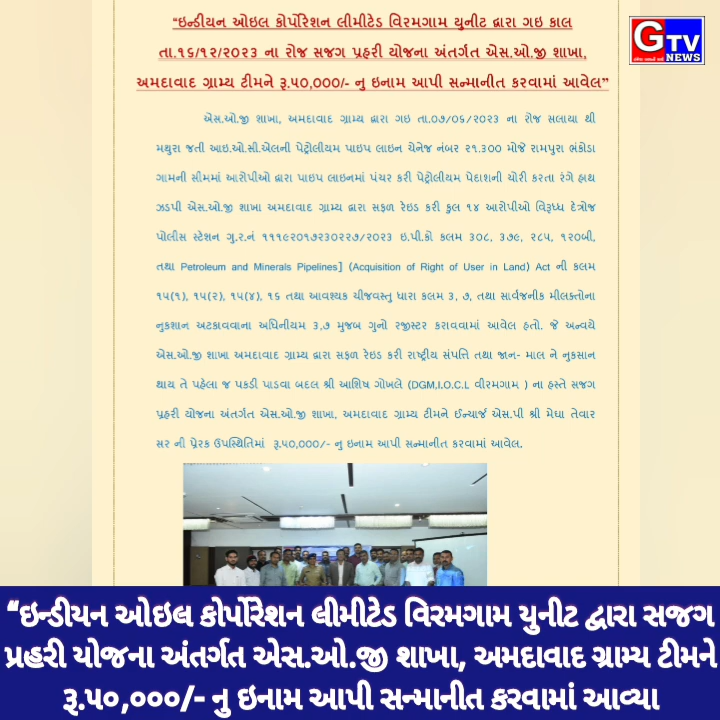 “ઇન્ડીયન ઓઇલ કોર્પોરેશન લીમીટેડ વિરમગામ યુનીટ દ્વારા ગઇ કાલ
તા.૧૬/૧૨/૨૦૨૩ ના રોજ સજગ પ્રહરી યોજના અંતર્ગત એસ.ઓ.જી શાખા,
અમદાવાદ ગ્રામ્ય ટીમને રૂ.૫૦,૦૦૦/- નુ ઇનામ આપી સન્માનીત કરવામાં આવેલ”
GTV
NEWS
એસ.ઓ.જી શાખા, અમદાવાદ ગ્રામ્ય દ્વારા ગઇ તા.૦૭/૦૬/૨૦૨૩ ના રોજ સલાયા થી
મથુરા જતી આઇ.ઓ.સી.એલની પેટ્રોલીયમ પાઇપ લાઇન ચેનેજ નંબર ૨૧.૩૦૦ મોજે રામપુરા ભંકોડા
ગામની સીમમાં આરોપીઓ દ્વારા પાઇપ લાઇનમાં પંચર કરી પેટ્રોલીયમ પેદાશની ચોરી કરતા રંગે હાથ
ઝડપી એસ.ઓ.જી શાખા અમદાવાદ ગ્રામ્ય દ્વારા સફળ રેઇડ કરી કુલ ૧૪ આરોપીઓ વિરૂધ્ધ દેત્રોજ
પોલીસ સ્ટેશન ગુ.ર.નં ૧૧૧૯૨૦૧૭૨૩૦૨૨૭/૨૦૨૩ ઇ.પી.કો કલમ ૩૦૮, ૩૭૯, ૨૮૫, ૧૨૦બી,
તથા Petroleum and Minerals Pipelines] (Acquisition of Right of User in Land) Act ની કલમ
૧૫(૧), ૧૫(૨), ૧૫(૪), ૧૬ તથા આવશ્યક ચીજવસ્તુ ધારા કલમ ૩, ૭, તથા સાર્વજનીક મીલક્તોના
નુકશાન અટકાવવાના અધિનીયમ ૩,૭ મુજબ ગુનો રજીસ્ટર કરાવવામાં આવેલ હતો. જે અન્વયે
એસ.ઓ.જી શાખા અમદાવાદ ગ્રામ્ય દ્વારા સફળ રેઇડ કરી રાષ્ટ્રીય સંપત્તિ તથા જાન- માલ ને નુકસાન
થાય તે પહેલા જ પકડી પાડવા બદલ શ્રી આશિષ ગોખલે (DGM,I.O.C.L વીરમગામ ) ના હસ્તે સજગ
પ્રહરી યોજના અંતર્ગત એસ.ઓ.જી શાખા, અમદાવાદ ગ્રામ્ય ટીમને ઈન્ચાર્જ એસ.પી શ્રી મેઘા તેવાર
સર ની પ્રેરક ઉપસ્થિતિમાં રૂ.૫૦,૦૦૦/- નુ ઇનામ આપી સન્માનીત કરવામાં આવેલ.
“ઇન્ડીયન ઓઇલ કોર્પોરેશન લીમીટેડ વિરમગામ યુનીટ દ્વારા સજગ
પ્રહરી યોજના અંતર્ગત એસ.ઓ.જી શાખા, અમદાવાદ ગ્રામ્ય ટીમને
રૂ.૫૦,૦૦૦/- નુ ઇનામ આપી સન્માનીત કરવામાં આવ્યા